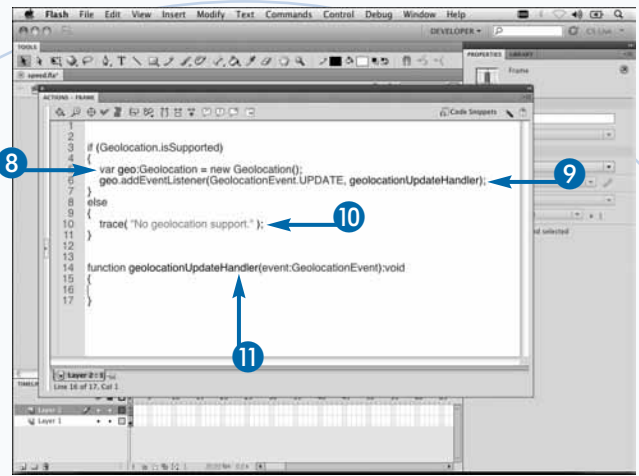 Flash File Edit View Insert Modify Text Commands Control Debug Window Help
DEVELOPER
CS Live
TOOLS
PROPERTIES LIBRARY
speed.fla*
Frame
ACTIONS - FRAME
Code Snippets
1
2
3 if (Geolocation.isSupported)
4 {
8
5 var geo:Geolocation = new Geolocation();
6 geo.addEventListener(GeolocationEvent.UPDATE, geolocationUpdateHandler);
9
7 }
8 else
9 {
10 trace( "No geolocation support." );
10
11 }
12
13
14 function geolocationUpdateHandler(event:GeolocationEvent):void
15 {
16
17 }
11
selected
Layer 2 : 1
Line 16 of 17, Col 1
Layer 2
Layer 1